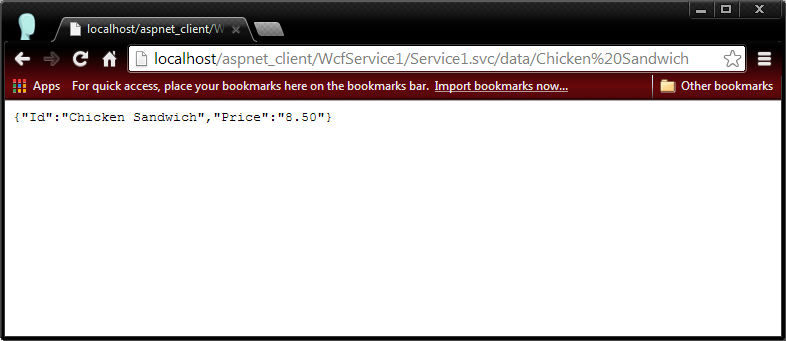 localhost/aspnet_client/W
localhost/aspnet_client/WcfService1/Service1.svc/data/Chicken%20Sandwich
Apps For quick access, place your bookmarks here on the bookmarks bar. Import bookmarks now... Other bookmarks
{"Id":"Chicken Sandwich","Price":"8.50"}